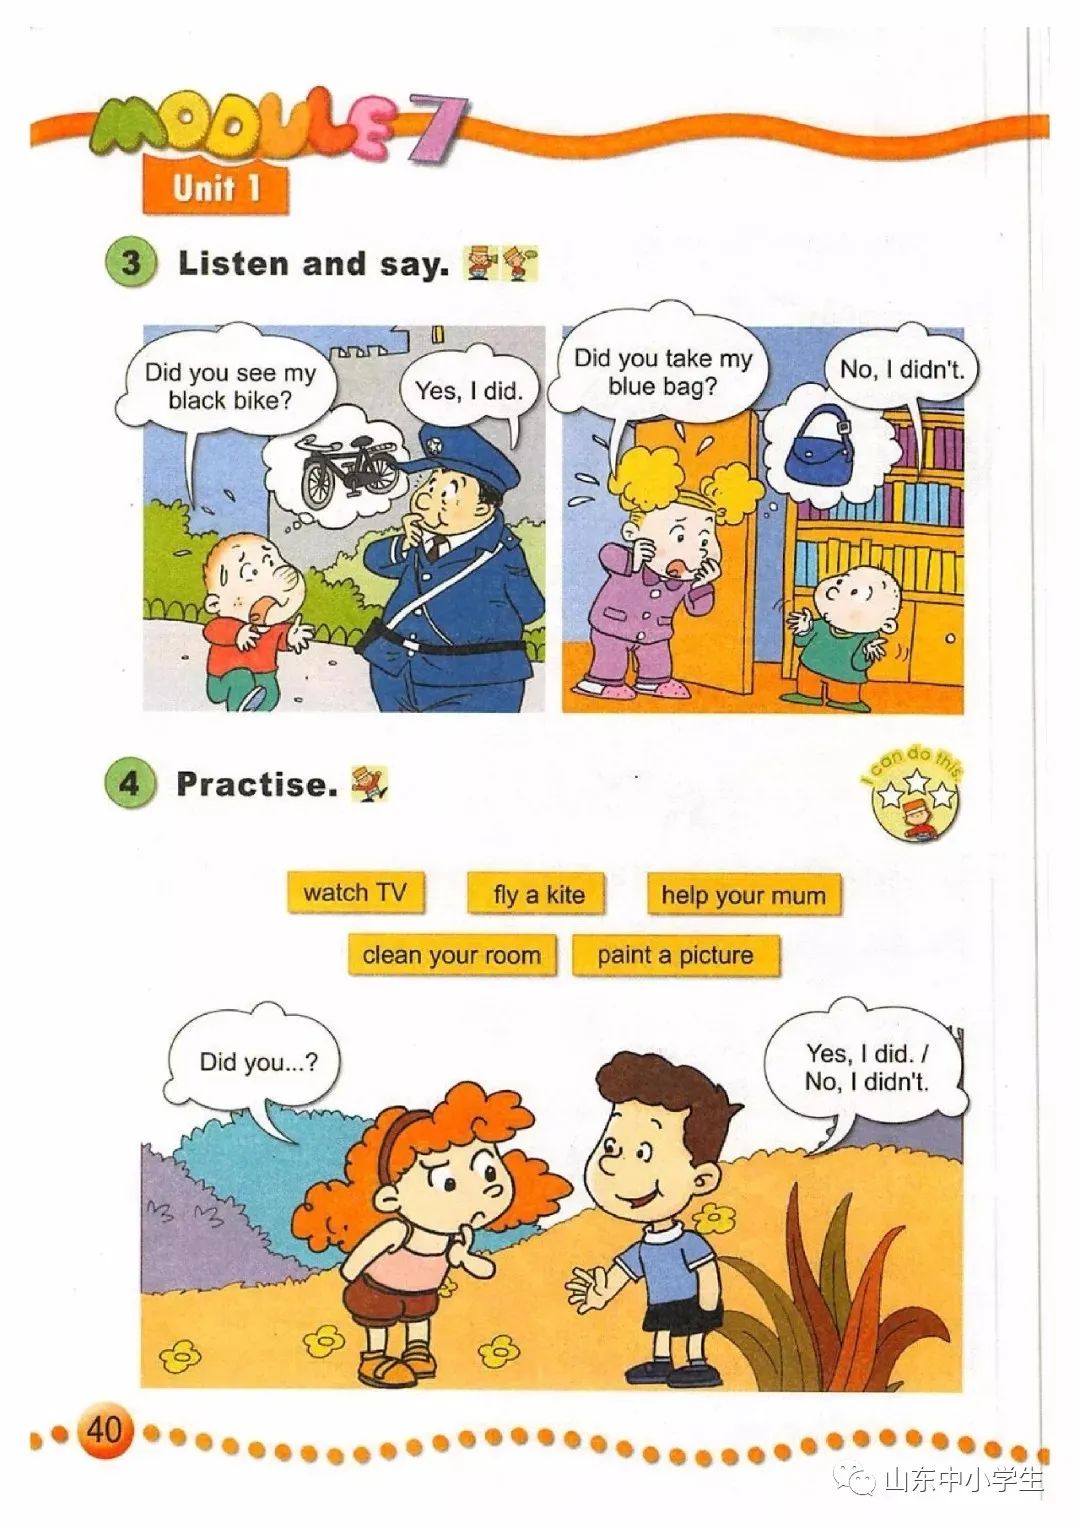 MODULE 7
Unit 1
3 Listen and say.
Did you see my
black bike?
Yes, I did.
Did you take my
blue bag?
No, I didn't.
4 Practise.
I can do this.
watch TV
fly a kite
help your mum
clean your room
paint a picture
Did you...?
Yes, I did. /
No, I didn't.
40
山东中小学生